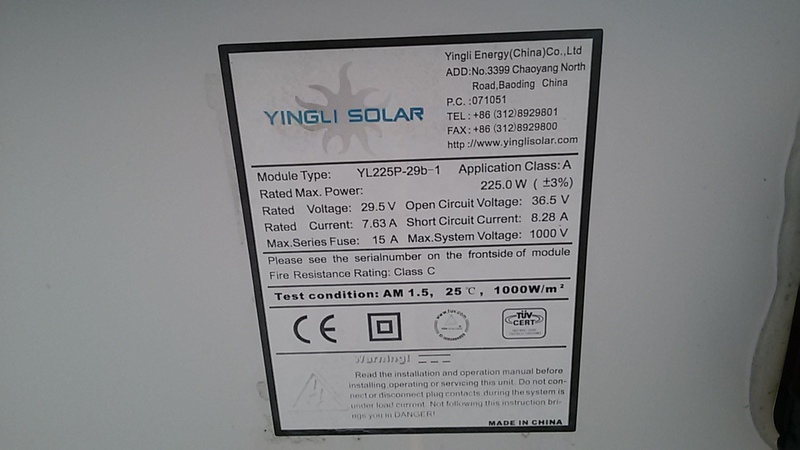 Yingli Energy(China)Co.,Ltd
ADD:No.3399 Chaoyang North
Road,Baoding China
P.C.:071051
TEL:+86 (312)8929801
FAX:+86 (312)8929800
http://www.yinglisolar.com
YINGLI SOLAR
Module Type: YL225P-29b-1 Application Class: A
Rated Max. Power: 225.0 W ( ±3%)
Rated Voltage: 29.5 V Open Circuit Voltage: 36.5 V
Rated Current: 7.63 A Short Circuit Current: 8.28 A
Max.Series Fuse: 15 A Max.System Voltage: 1000 V
Please see the serialnumber on the frontside of module
Fire Resistance Rating: Class C
Test condition: AM 1.5, 25℃, 1000W/m²
CE
TÜV
CERT
Warning!
Read the installation and operation manual before
installing,operating or servicing this unit. Do not con-
nect or disconnect plug contacts during the system is
under load current. Not following this instruction bri-
ngs you in DANGER!
MADE IN CHINA